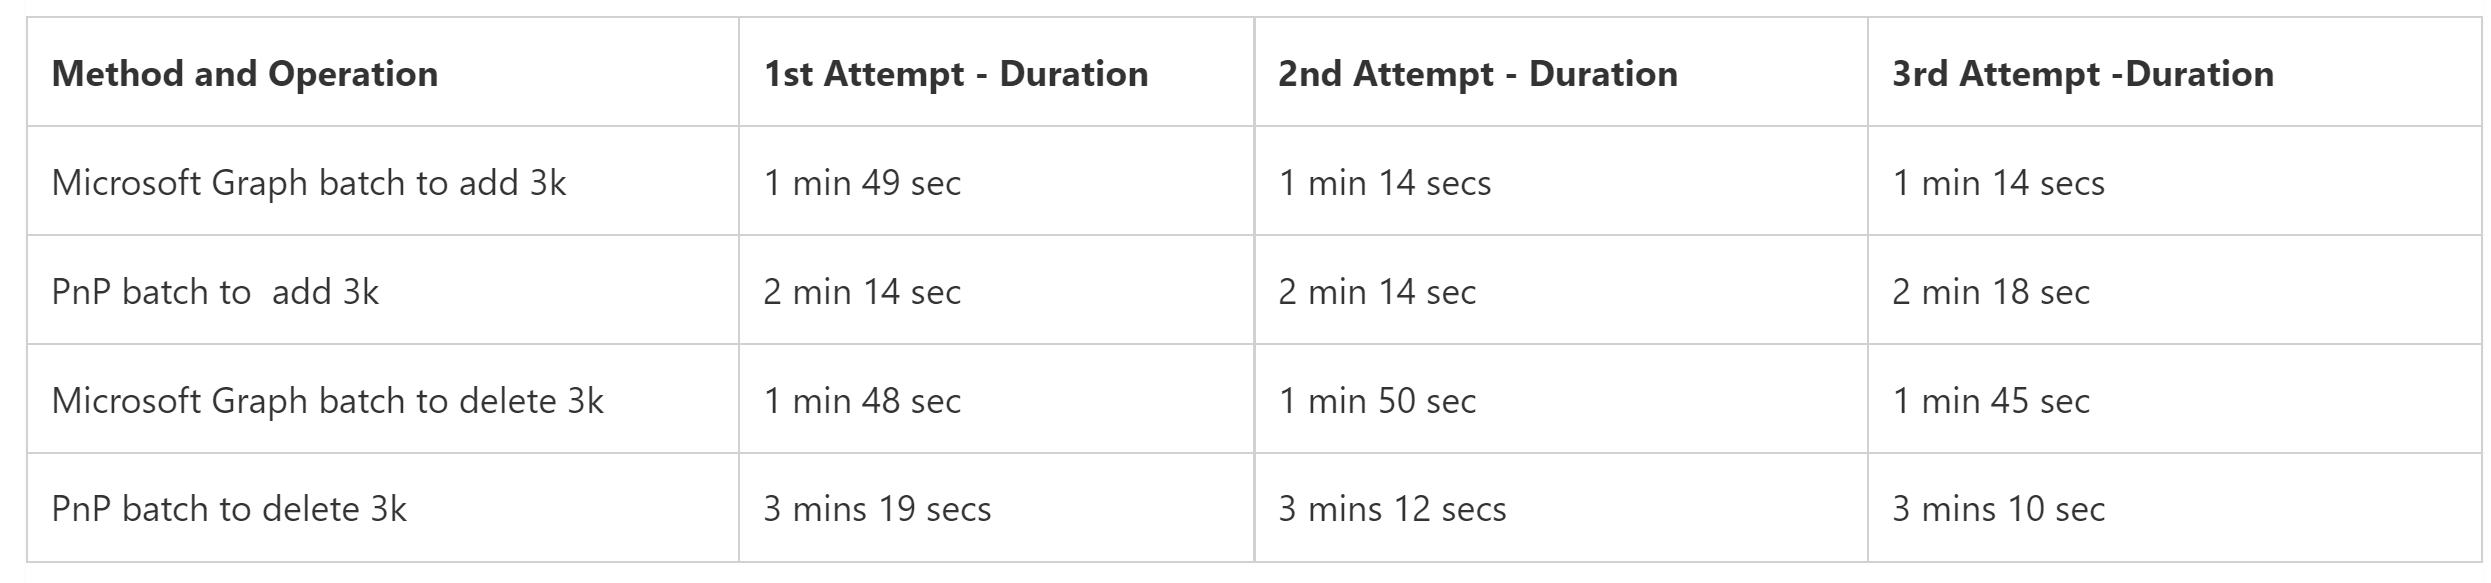 Method and Operation 1st Attempt - Duration 2nd Attempt - Duration 3rd Attempt -Duration
Microsoft Graph batch to add 3k 1 min 49 sec 1 min 14 secs 1 min 14 secs
PnP batch to  add 3k 2 min 14 sec 2 min 14 sec 2 min 18 sec
Microsoft Graph batch to delete 3k 1 min 48 sec 1 min 50 sec 1 min 45 sec
PnP batch to delete 3k 3 mins 19 secs 3 mins 12 secs 3 mins 10 sec